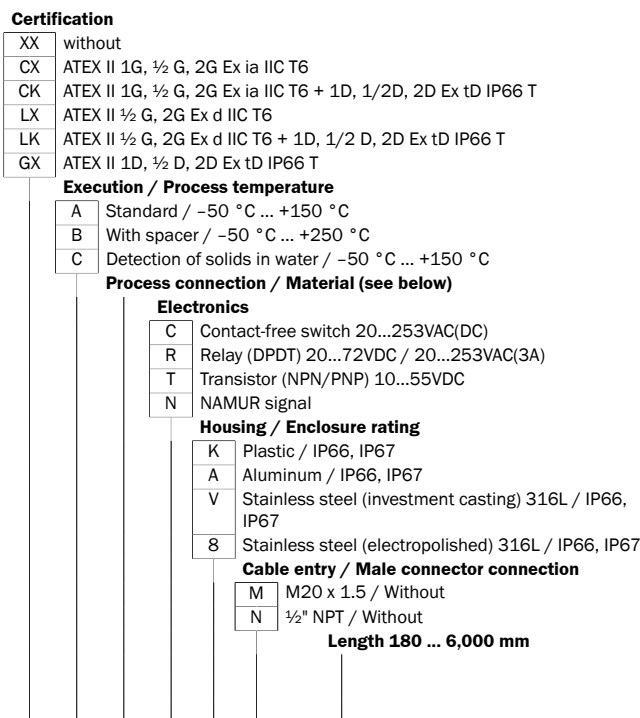 Certification
XX without
CX ATEX II 1G, ½ G, 2G Ex ia IIC T6
CK ATEX II 1G, ½ G, 2G Ex ia IIC T6 + 1D, 1/2D, 2D Ex tD IP66 T
LX ATEX II ½ G, 2G Ex d IIC T6
LK ATEX II ½ G, 2G Ex d IIC T6 + 1D, 1/2 D, 2D Ex tD IP66 T
GX ATEX II 1D, ½ D, 2D Ex tD IP66 T
Execution / Process temperature
A Standard / –50 °C ... +150 °C
B With spacer / –50 °C ... +250 °C
C Detection of solids in water / –50 °C ... +150 °C
Process connection / Material (see below)
Electronics
C Contact-free switch 20...253VAC(DC)
R Relay (DPDT) 20...72VDC / 20...253VAC(3A)
T Transistor (NPN/PNP) 10...55VDC
N NAMUR signal
Housing / Enclosure rating
K Plastic / IP66, IP67
A Aluminum / IP66, IP67
V Stainless steel (investment casting) 316L / IP66,
IP67
8 Stainless steel (electropolished) 316L / IP66, IP67
Cable entry / Male connector connection
M M20 x 1.5 / Without
N ½" NPT / Without
Length 180 ... 6,000 mm